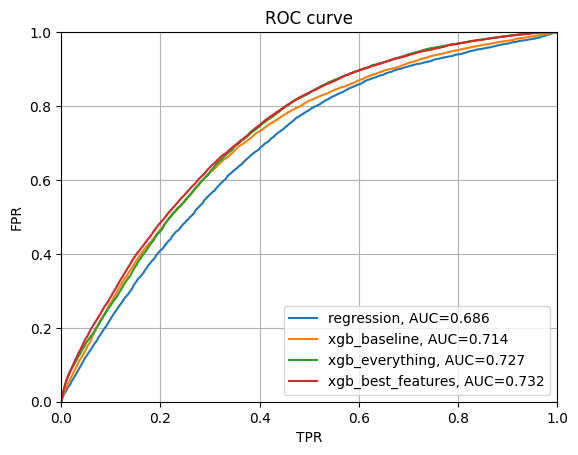 ROC curve
1.0
0.8
0.6
0.4
0.2
0.0
FPR
regression, AUC=0.686
xgb_baseline, AUC=0.714
xgb_everything, AUC=0.727
xgb_best_features, AUC=0.732
0.0 0.2 0.4 0.6 0.8 1.0
TPR